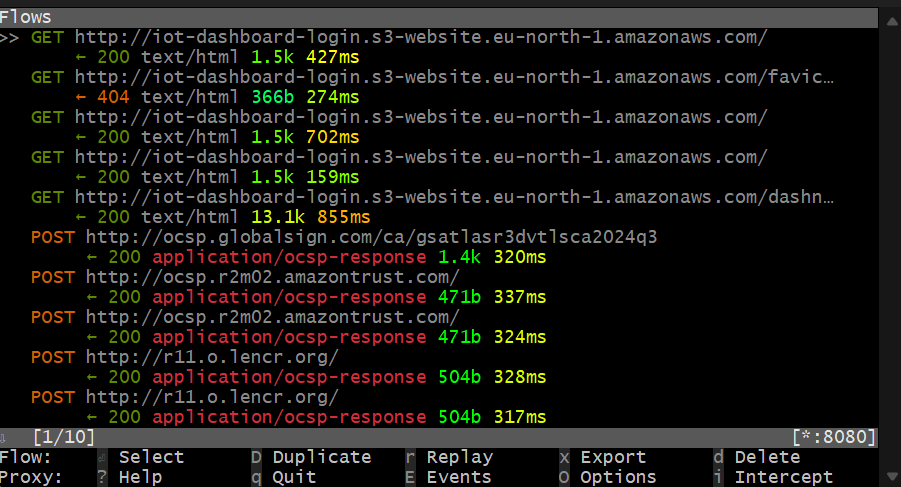 Flows
>> GET http://iot-dashboard-login.s3-website.eu-north-1.amazonaws.com/
← 200 text/html 1.5k 427ms
GET http://iot-dashboard-login.s3-website.eu-north-1.amazonaws.com/favic…
← 404 text/html 366b 274ms
GET http://iot-dashboard-login.s3-website.eu-north-1.amazonaws.com/
← 200 text/html 1.5k 702ms
GET http://iot-dashboard-login.s3-website.eu-north-1.amazonaws.com/
← 200 text/html 1.5k 159ms
GET http://iot-dashboard-login.s3-website.eu-north-1.amazonaws.com/dashn…
← 200 text/html 13.1k 855ms
POST http://ocsp.globalsign.com/ca/gsatlasr3dvtlsca2024q3
← 200 application/ocsp-response 1.4k 320ms
POST http://ocsp.r2m02.amazontrust.com/
← 200 application/ocsp-response 471b 337ms
POST http://ocsp.r2m02.amazontrust.com/
← 200 application/ocsp-response 471b 324ms
POST http://r11.o.lencr.org/
← 200 application/ocsp-response 504b 328ms
POST http://r11.o.lencr.org/
← 200 application/ocsp-response 504b 317ms
⇩ [1/10] [*:8080]
Flow: ⏎ Select D Duplicate r Replay x Export d Delete
Proxy: ? Help q Quit E Events O Options i Intercept